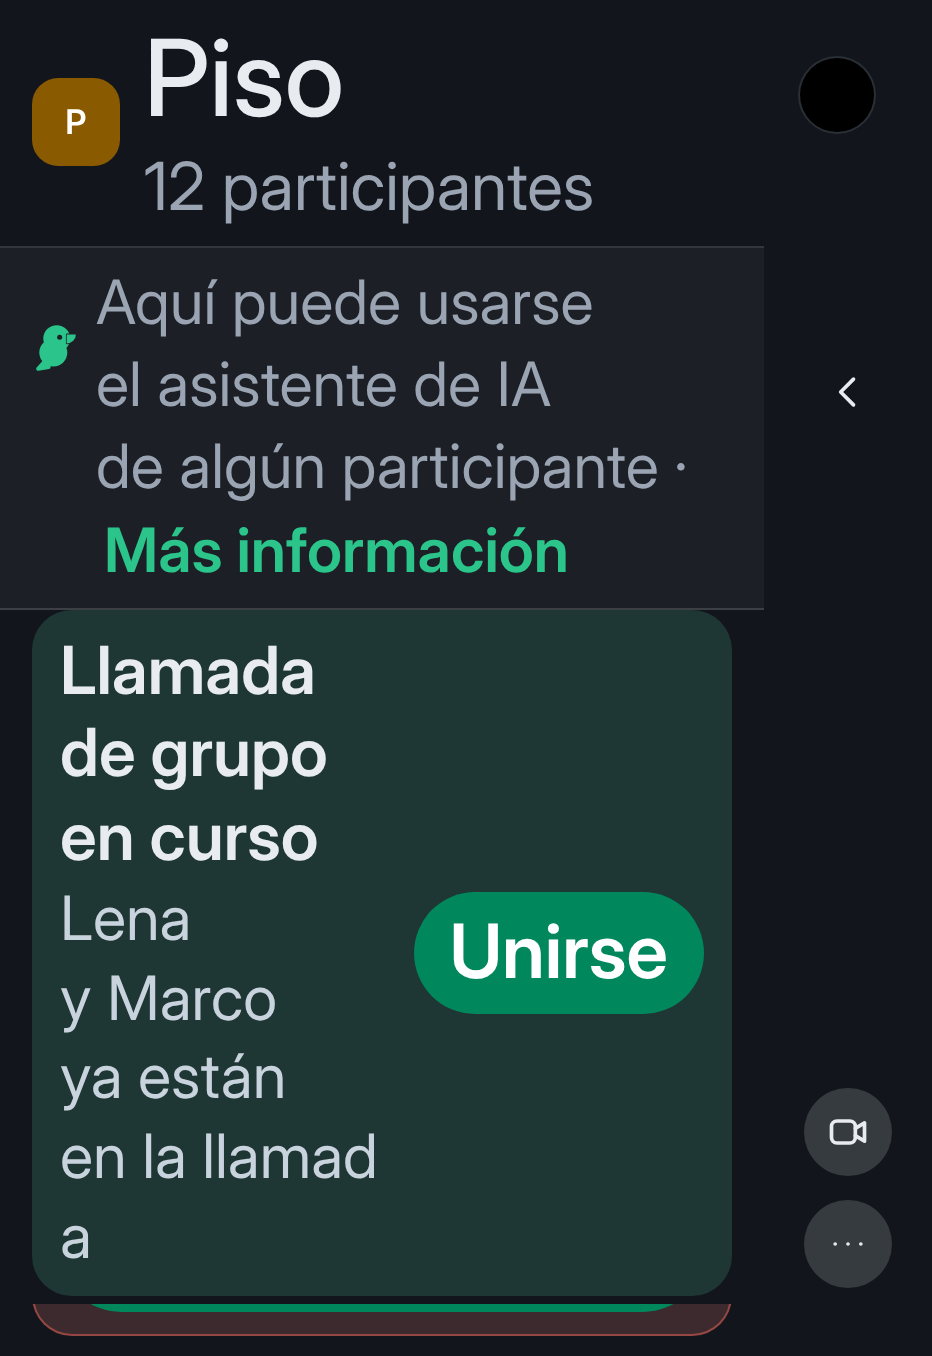 P
Piso
12 participantes
Aquí puede usarse
el asistente de IA
de algún participante ·
Más información
Llamada
de grupo
en curso
Lena
y Marco
ya están
en la llamad
a
Unirse